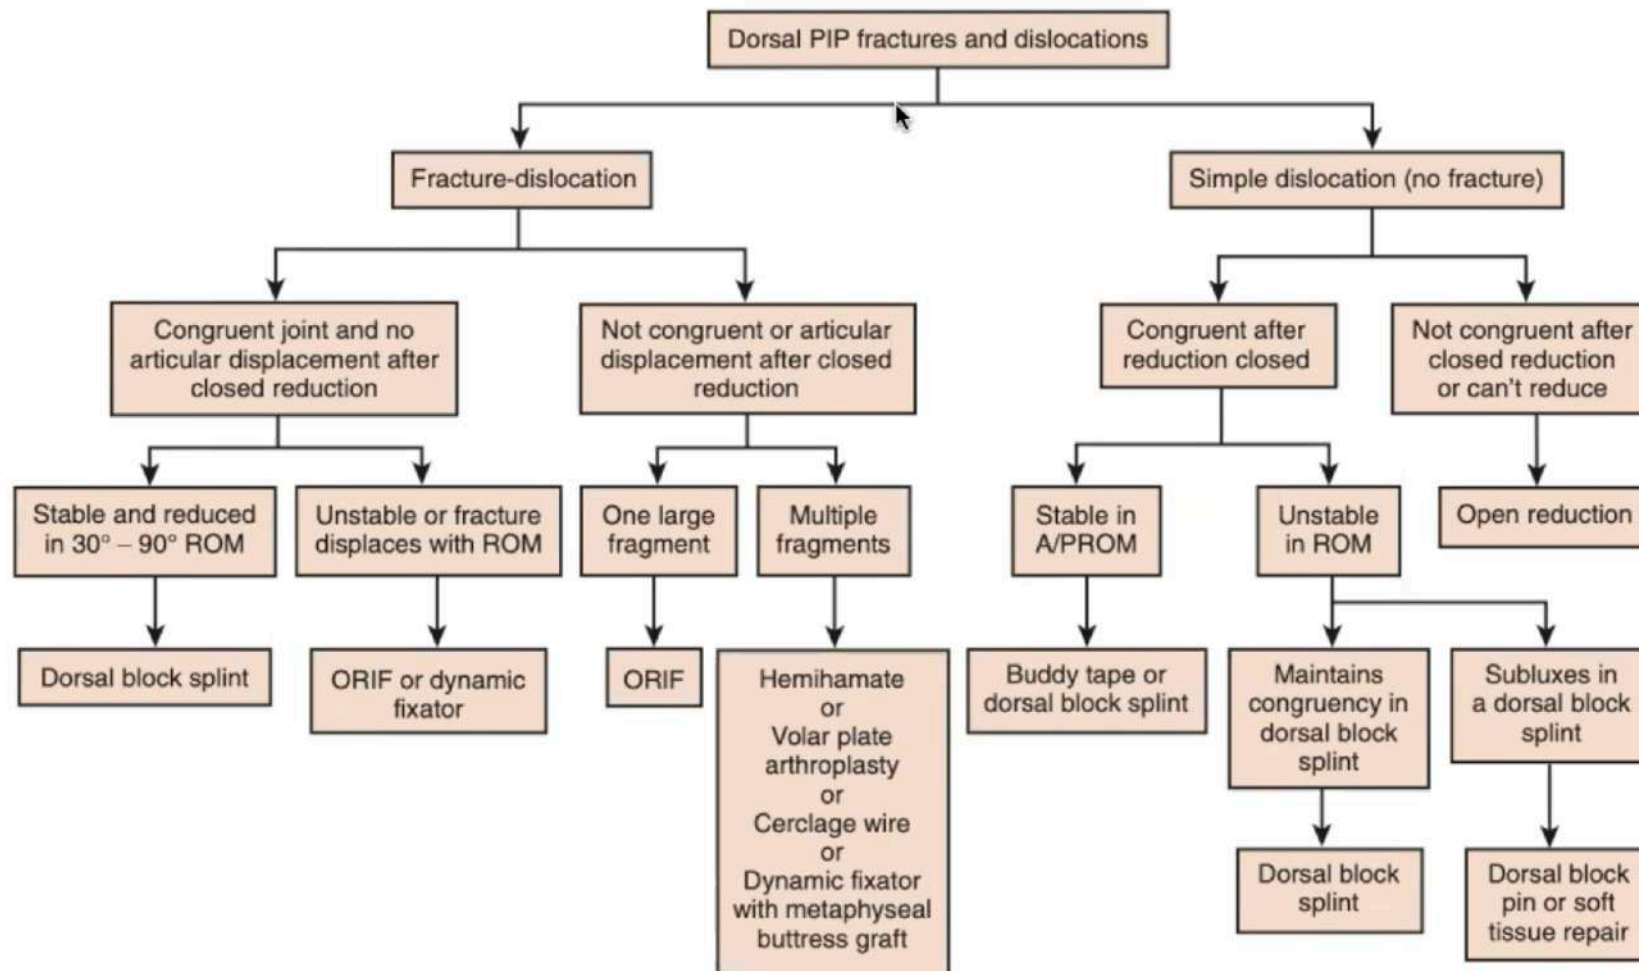 Dorsal PIP fractures and dislocations
Fracture-dislocation
Simple dislocation (no fracture)
Congruent joint and no
articular displacement after
closed reduction
Not congruent or articular
displacement after closed
reduction
Congruent after
reduction closed
Not congruent after
closed reduction
or can't reduce
Stable and reduced
in 30° – 90° ROM
Unstable or fracture
displaces with ROM
One large
fragment
Multiple
fragments
Stable in
A/PROM
Unstable
in ROM
Open reduction
Dorsal block splint
ORIF or dynamic
fixator
ORIF
Hemihamate
or
Volar plate
arthroplasty
or
Cerclage wire
or
Dynamic fixator
with metaphyseal
buttress graft
Buddy tape or
dorsal block splint
Maintains
congruency in
dorsal block
splint
Subluxes in
a dorsal block
splint
Dorsal block
splint
Dorsal block
pin or soft
tissue repair